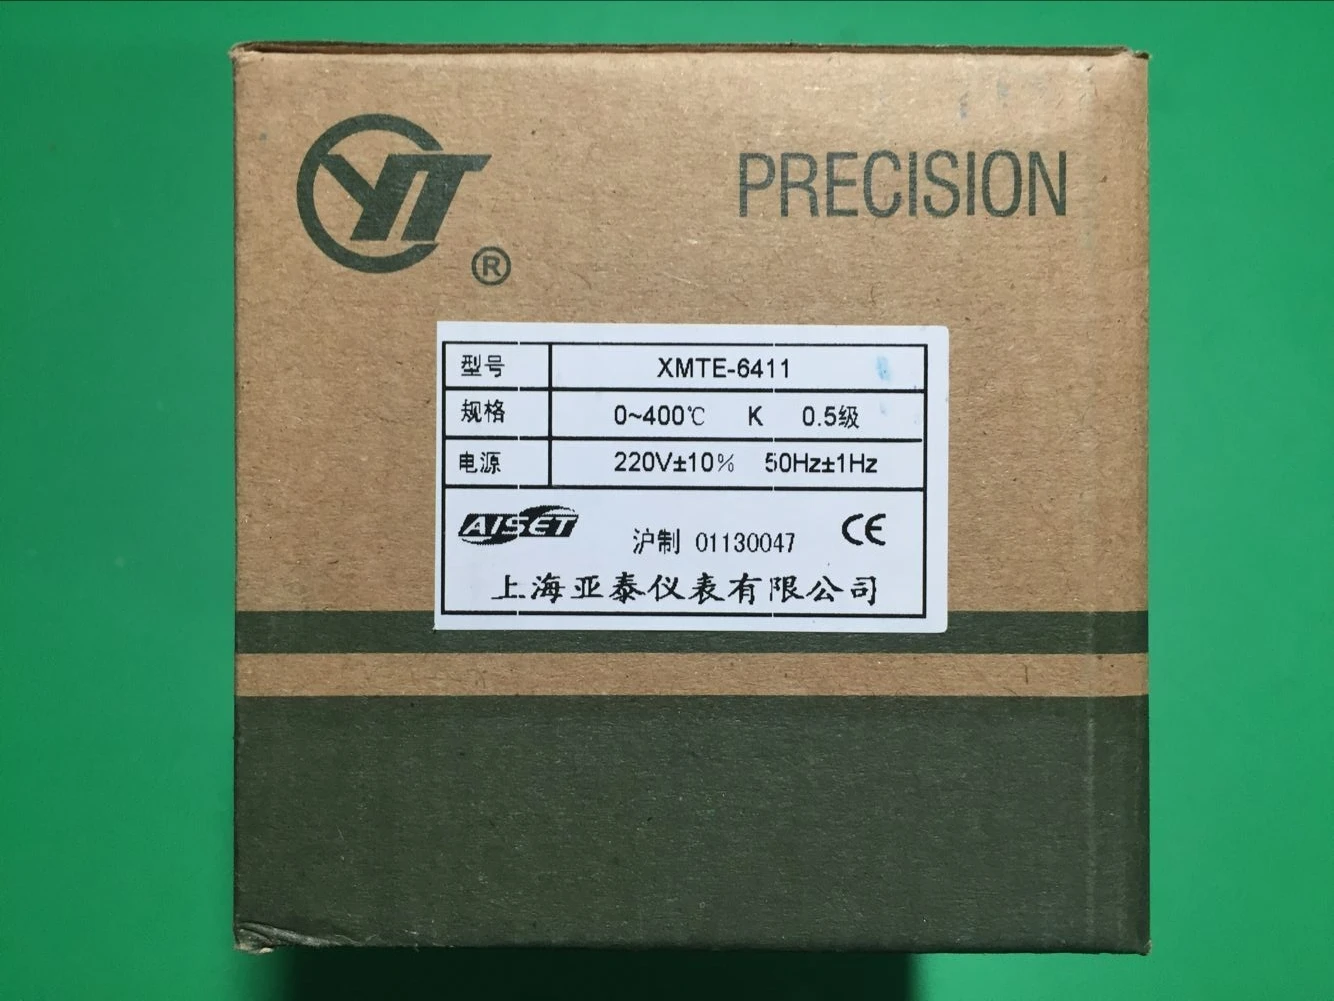 YT
®
PRECISION
型号 XMTE-6411
规格 0~400℃ K 0.5级
电源 220V±10% 50Hz±1Hz
AISET 沪制 01130047 CE
上海亚泰仪表有限公司